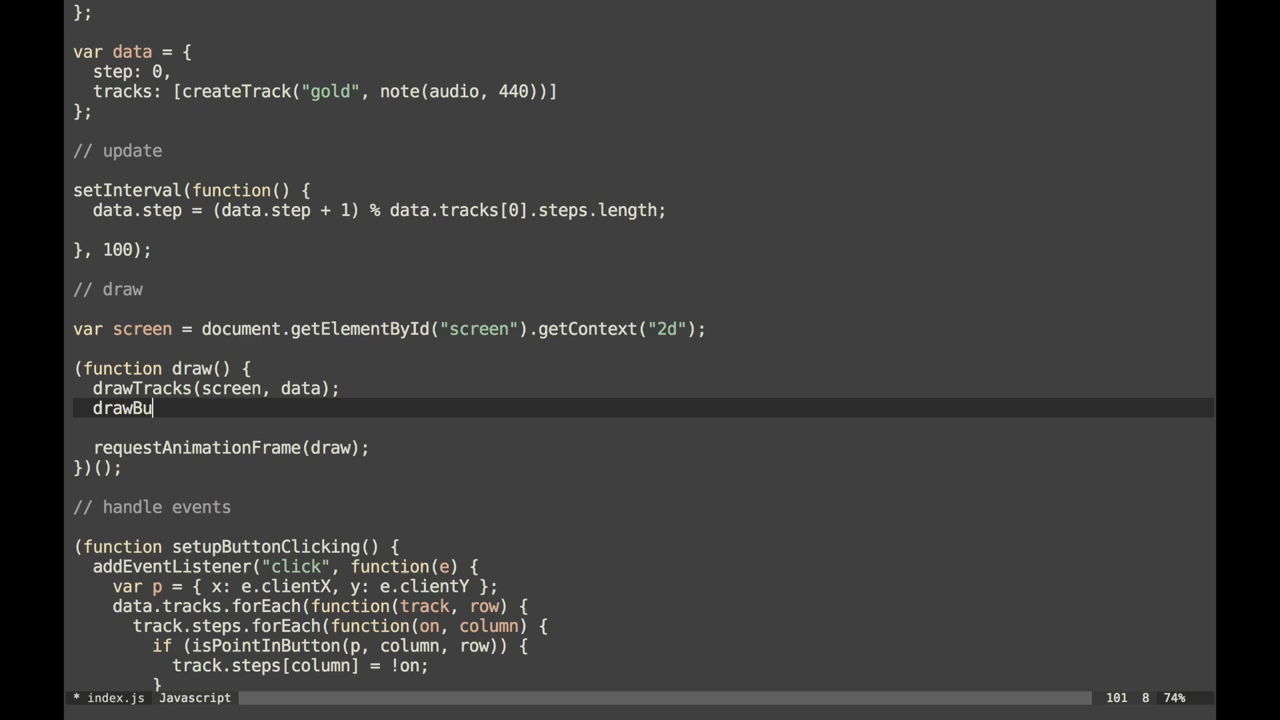 };
var data = {
step: 0,
tracks: [createTrack("gold", note(audio, 440))]
};
// update
setInterval(function() {
data.step = (data.step + 1) % data.tracks[0].steps.length;
}, 100);
// draw
var screen = document.getElementById("screen").getContext("2d");
(function draw() {
drawTracks(screen, data);
drawBu
requestAnimationFrame(draw);
})();
// handle events
(function setupButtonClicking() {
addEventListener("click", function(e) {
var p = { x: e.clientX, y: e.clientY };
data.tracks.forEach(function(track, row) {
track.steps.forEach(function(on, column) {
if (isPointInButton(p, column, row)) {
track.steps[column] = !on;
}
* index.js Javascript 101 8 74%